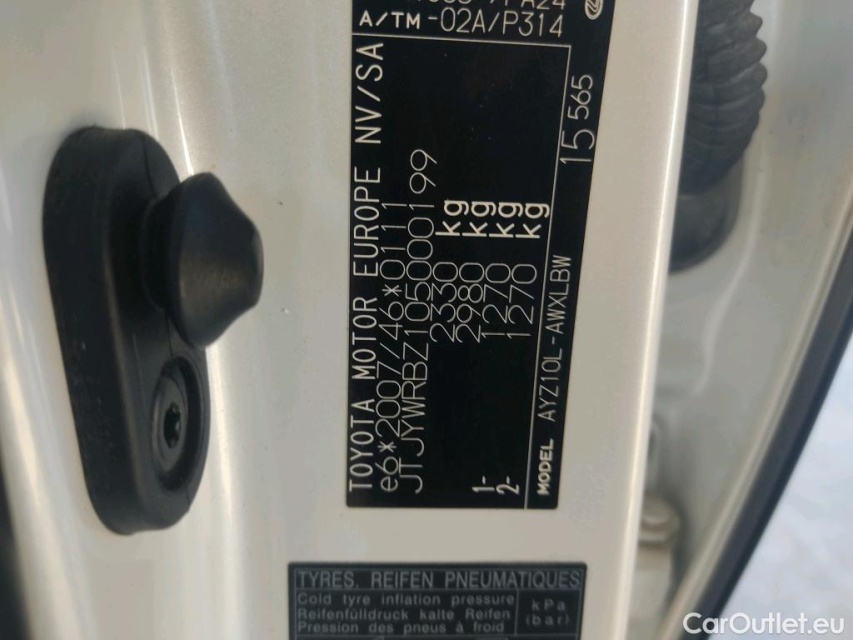 A/TM-02A/P314
TOYOTA MOTOR EUROPE NV/SA
e6*2007/46*0111
JTJYWRBZ105000199
2330 kg
2980 kg
1- 1270 kg
2- 1270 kg
MODEL AYZ10L-AWXLBW 15 565
TYRES, REIFEN PNEUMATIQUES
Cold tyre inflation pressure
Reifenfülldruck kalte Reifen
Pression des pneus à froid
kPa
(bar)
CarOutlet.eu